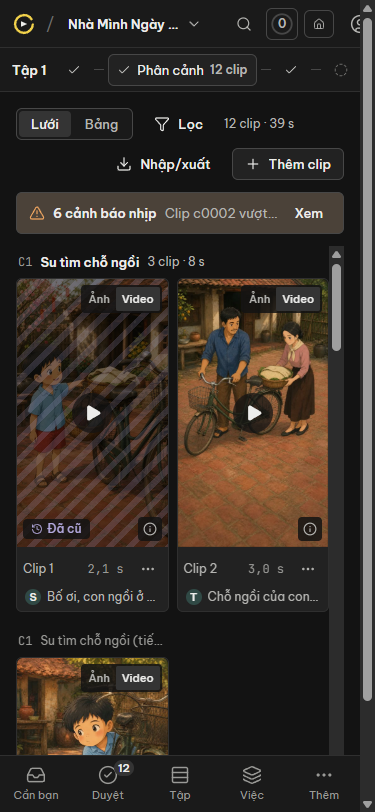 / Nhà Mình Ngày ... 0
Tập 1 Phân cảnh 12 clip
Lưới Bảng Lọc 12 clip · 39 s
Nhập/xuất Thêm clip
6 cảnh báo nhịp Clip c0002 vượt... Xem
C1 Su tìm chỗ ngồi 3 clip · 8 s
Ảnh Video Ảnh Video
Đã cũ
Clip 1 2,1 s ... Clip 2 3,0 s ...
S Bố ơi, con ngồi ở ... T Chỗ ngồi của con...
C1 Su tìm chỗ ngồi (tiế...
Ảnh Video
12
Cần bạn Duyệt Tập Việc Thêm